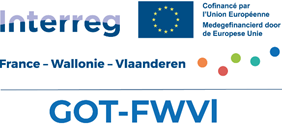 Interreg
Cofinancé par
l'Union Européenne
Medegefinancierd door
de Europese Unie
France – Wallonie – Vlaanderen
GOT-FWVl